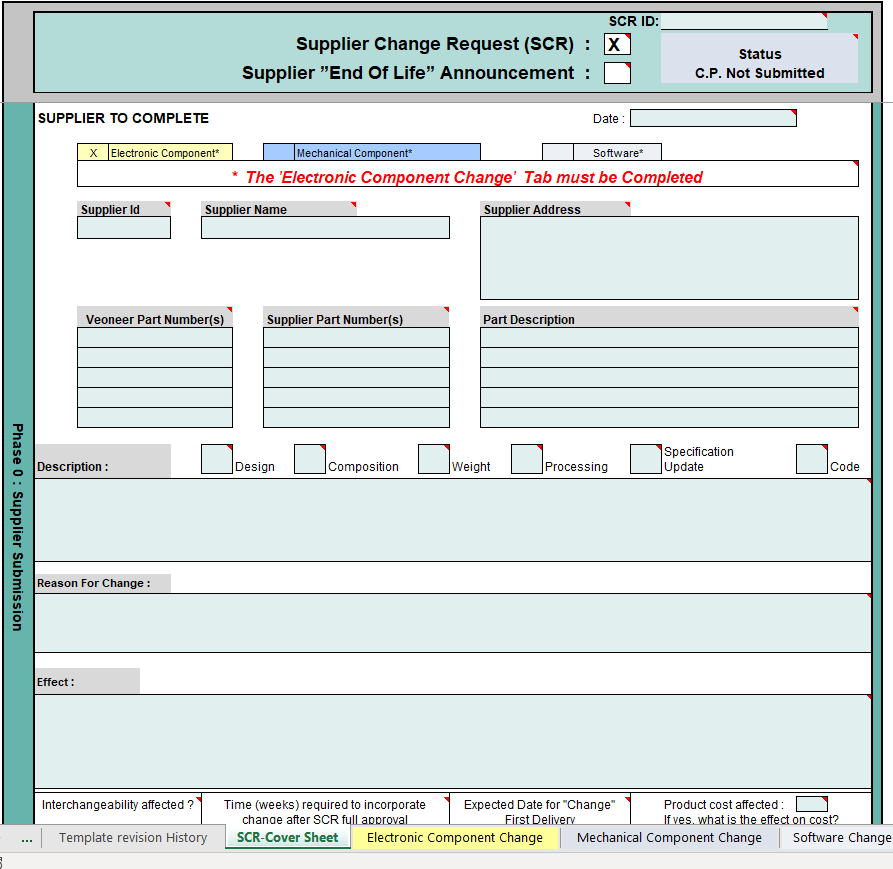 SCR ID:
Supplier Change Request (SCR) : X
Supplier ”End Of Life” Announcement :
Status
C.P. Not Submitted
SUPPLIER TO COMPLETE
Date :
X Electronic Component*
Mechanical Component*
Software*
* The 'Electronic Component Change' Tab must be Completed
Supplier Id
Supplier Name
Supplier Address
Veoneer Part Number(s)
Supplier Part Number(s)
Part Description
Phase 0 : Supplier Submission
Description :
Design
Composition
Weight
Processing
Specification
Update
Code
Reason For Change :
Effect :
Interchangeability affected ?
Time (weeks) required to incorporate
change after SCR full approval
Expected Date for "Change"
First Delivery
Product cost affected :
If yes, what is the effect on cost?
... Template revision History SCR-Cover Sheet Electronic Component Change Mechanical Component Change Software Change